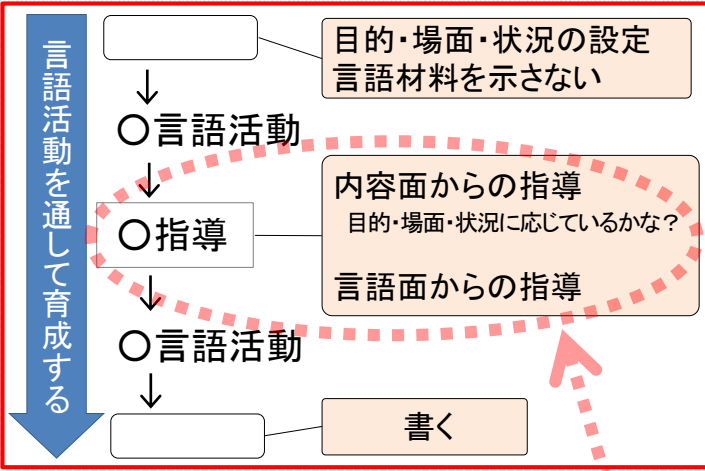 言語活動を通して育成する
目的・場面・状況の設定
言語材料を示さない
↓
〇言語活動
↓
内容面からの指導
目的・場面・状況に応じているかな？
〇指導
言語面からの指導
↓
〇言語活動
↓
書く